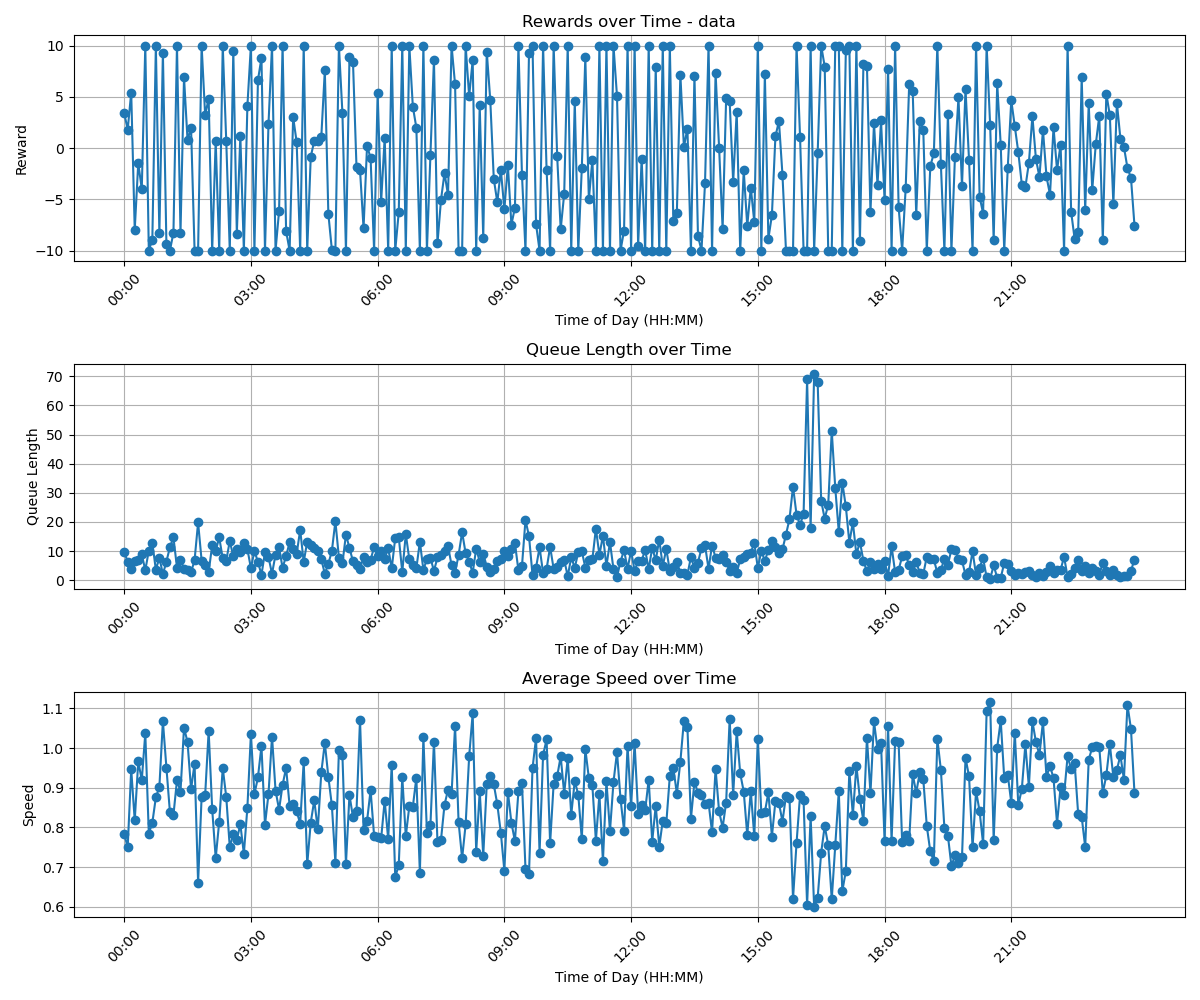 Rewards over Time - data
Reward
10
5
0
−5
−10
00:00 03:00 06:00 09:00 12:00 15:00 18:00 21:00
Time of Day (HH:MM)
Queue Length over Time
Queue Length
70
60
50
40
30
20
10
0
00:00 03:00 06:00 09:00 12:00 15:00 18:00 21:00
Time of Day (HH:MM)
Average Speed over Time
Speed
1.1
1.0
0.9
0.8
0.7
0.6
00:00 03:00 06:00 09:00 12:00 15:00 18:00 21:00
Time of Day (HH:MM)